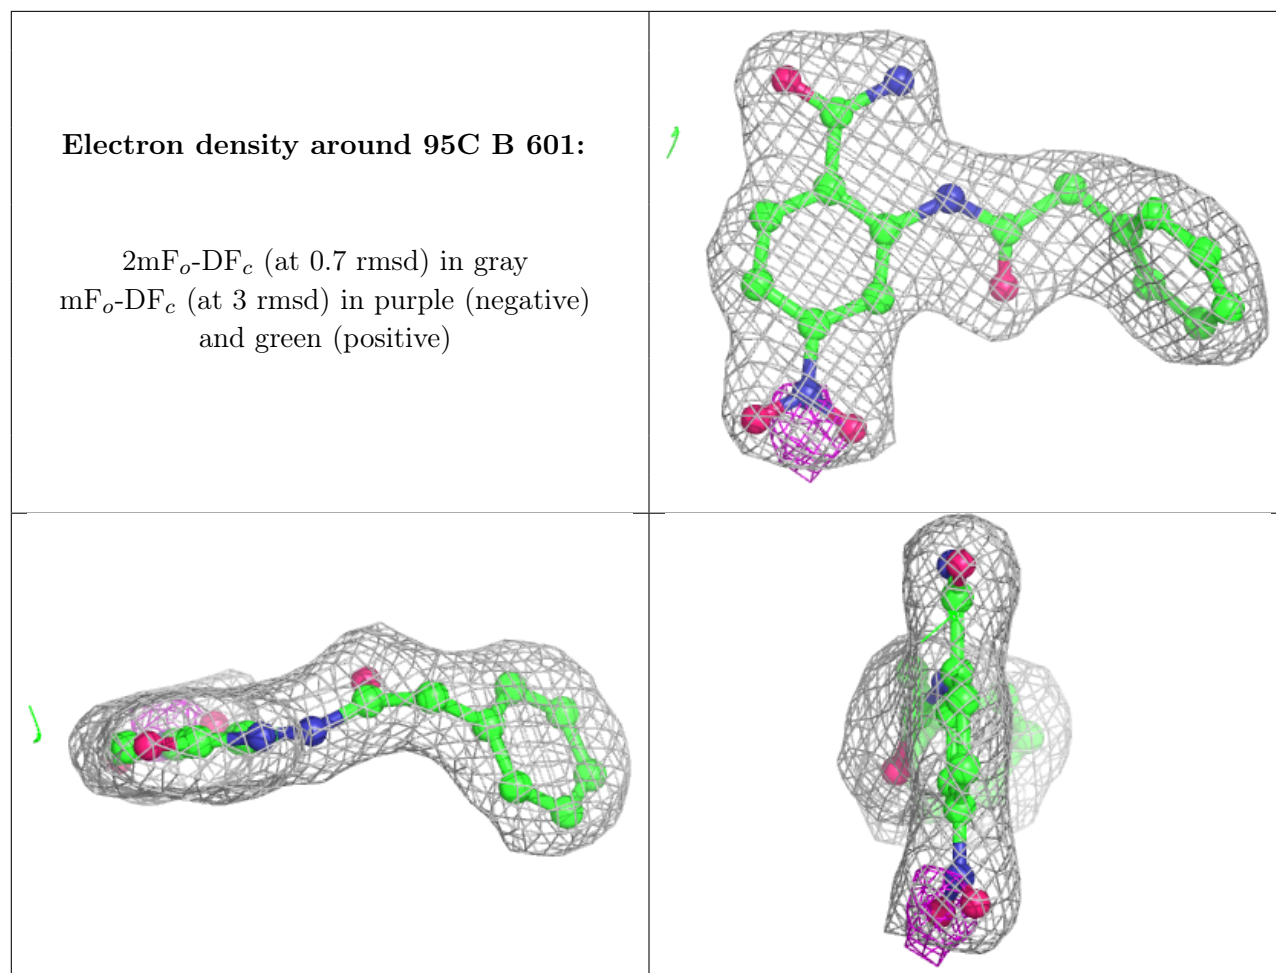 Electron density around 95C B 601:
2mFo-DFc (at 0.7 rmsd) in gray
mFo-DFc (at 3 rmsd) in purple (negative)
and green (positive)